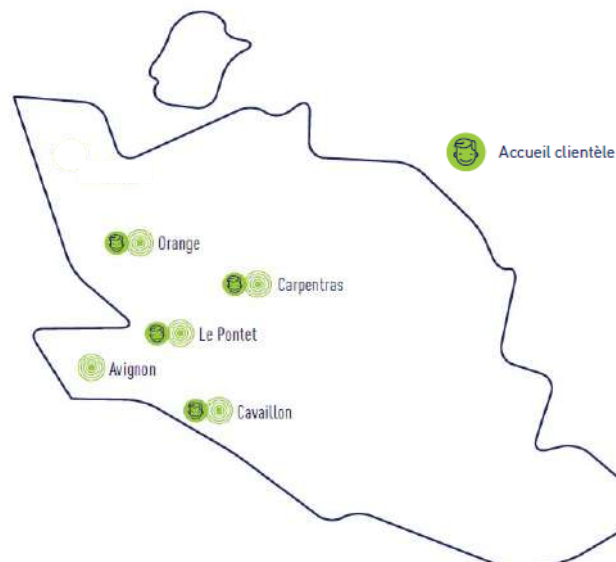 Accueil clientèle
Orange
Carpentras
Le Pontet
Avignon
Cavaillon